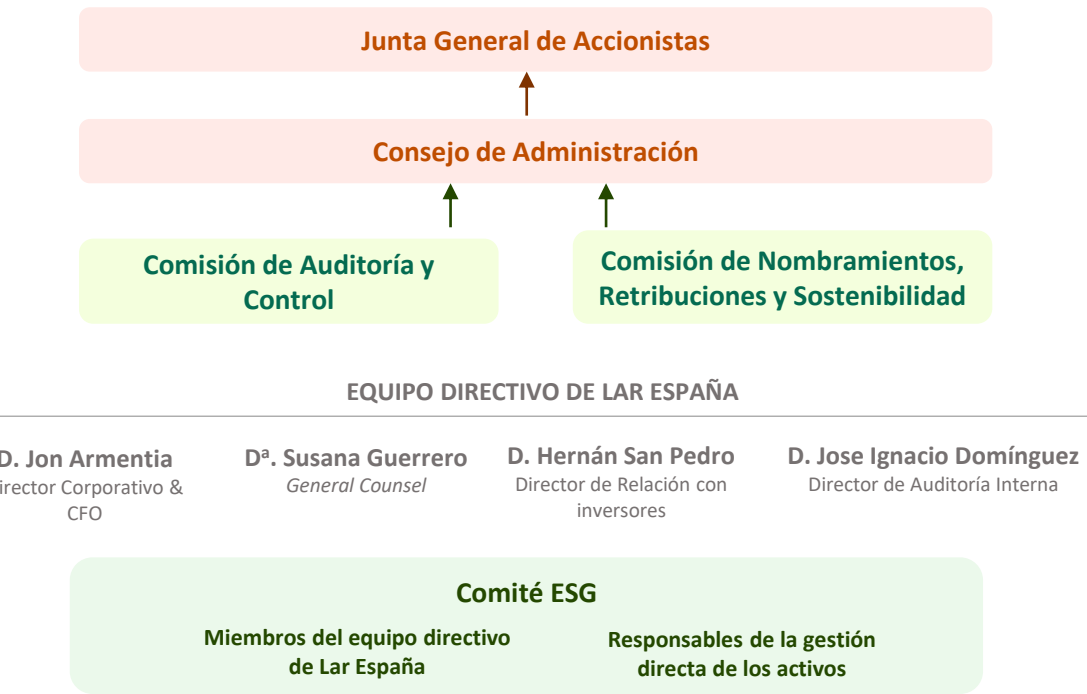 Junta General de Accionistas
Consejo de Administración
Comisión de Auditoría y
Control
Comisión de Nombramientos,
Retribuciones y Sostenibilidad
EQUIPO DIRECTIVO DE LAR ESPAÑA
D. Jon Armentia
irector Corporativo &
CFO
Dª. Susana Guerrero
General Counsel
D. Hernán San Pedro
Director de Relación con
inversores
D. Jose Ignacio Domínguez
Director de Auditoría Interna
Comité ESG
Miembros del equipo directivo
de Lar España
Responsables de la gestión
directa de los activos